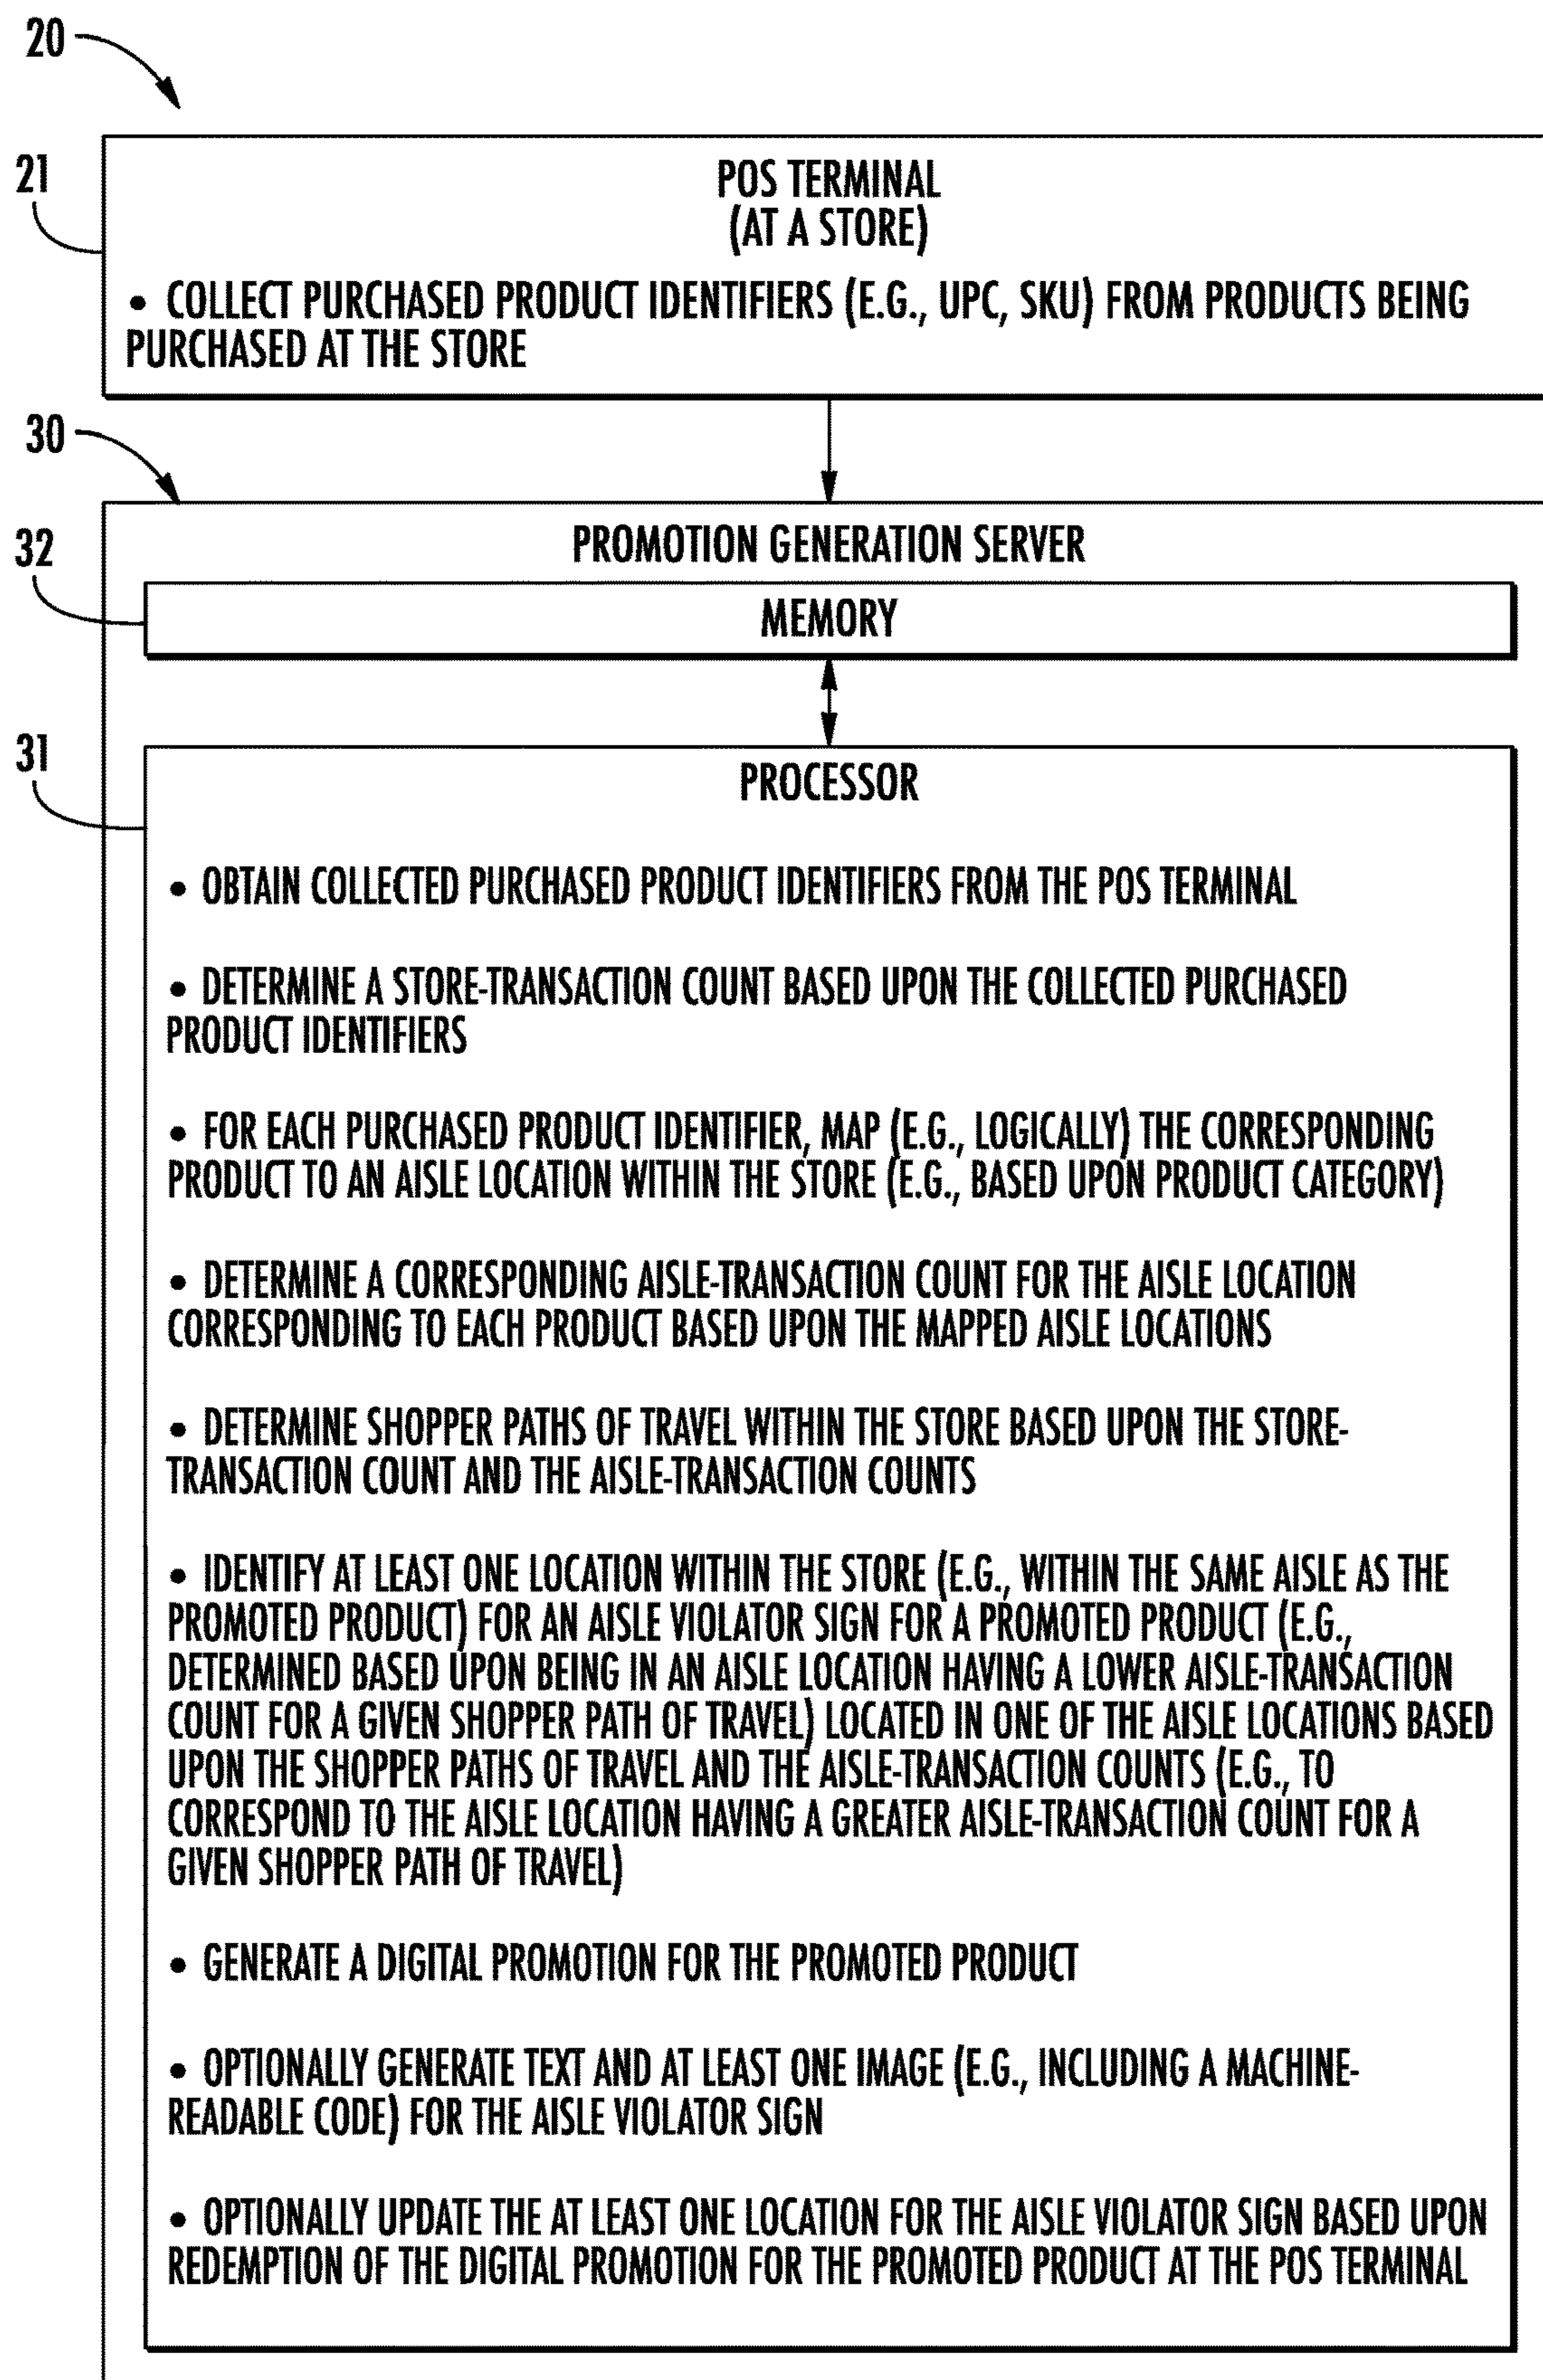 20
21
POS TERMINAL
(AT A STORE)
• COLLECT PURCHASED PRODUCT IDENTIFIERS (E.G., UPC, SKU) FROM PRODUCTS BEING
PURCHASED AT THE STORE
30
PROMOTION GENERATION SERVER
32
MEMORY
31
PROCESSOR
• OBTAIN COLLECTED PURCHASED PRODUCT IDENTIFIERS FROM THE POS TERMINAL
• DETERMINE A STORE-TRANSACTION COUNT BASED UPON THE COLLECTED PURCHASED
PRODUCT IDENTIFIERS
• FOR EACH PURCHASED PRODUCT IDENTIFIER, MAP (E.G., LOGICALLY) THE CORRESPONDING
PRODUCT TO AN AISLE LOCATION WITHIN THE STORE (E.G., BASED UPON PRODUCT CATEGORY)
• DETERMINE A CORRESPONDING AISLE-TRANSACTION COUNT FOR THE AISLE LOCATION
CORRESPONDING TO EACH PRODUCT BASED UPON THE MAPPED AISLE LOCATIONS
• DETERMINE SHOPPER PATHS OF TRAVEL WITHIN THE STORE BASED UPON THE STORE-
TRANSACTION COUNT AND THE AISLE-TRANSACTION COUNTS
• IDENTIFY AT LEAST ONE LOCATION WITHIN THE STORE (E.G., WITHIN THE SAME AISLE AS THE
PROMOTED PRODUCT) FOR AN AISLE VIOLATOR SIGN FOR A PROMOTED PRODUCT (E.G.,
DETERMINED BASED UPON BEING IN AN AISLE LOCATION HAVING A LOWER AISLE-TRANSACTION
COUNT FOR A GIVEN SHOPPER PATH OF TRAVEL) LOCATED IN ONE OF THE AISLE LOCATIONS BASED
UPON THE SHOPPER PATHS OF TRAVEL AND THE AISLE-TRANSACTION COUNTS (E.G., TO
CORRESPOND TO THE AISLE LOCATION HAVING A GREATER AISLE-TRANSACTION COUNT FOR A
GIVEN SHOPPER PATH OF TRAVEL)
• GENERATE A DIGITAL PROMOTION FOR THE PROMOTED PRODUCT
• OPTIONALLY GENERATE TEXT AND AT LEAST ONE IMAGE (E.G., INCLUDING A MACHINE-
READABLE CODE) FOR THE AISLE VIOLATOR SIGN
• OPTIONALLY UPDATE THE AT LEAST ONE LOCATION FOR THE AISLE VIOLATOR SIGN BASED UPON
REDEMPTION OF THE DIGITAL PROMOTION FOR THE PROMOTED PRODUCT AT THE POS TERMINAL